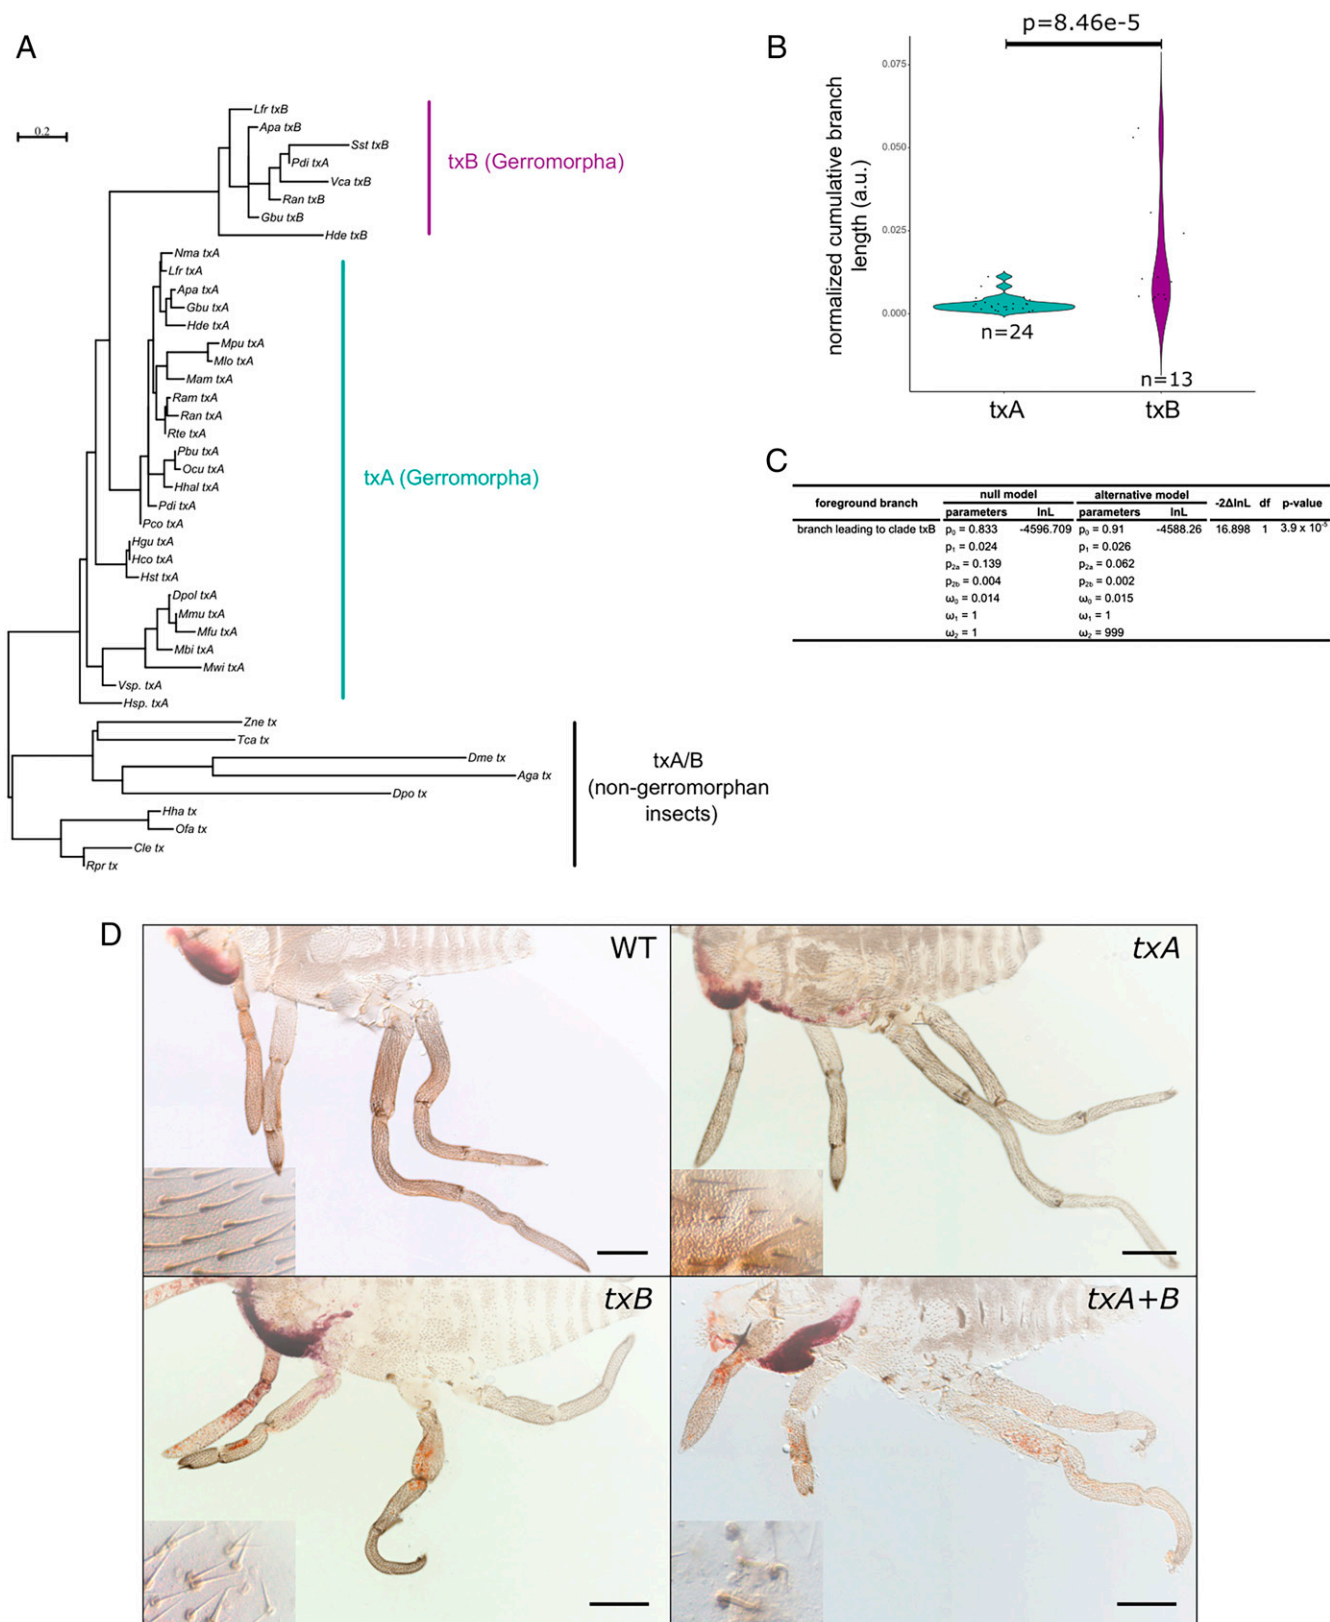 A
0.2
Lfr txB
Apa txB
Sst txB
Pdi txA
Vca txB
Ran txB
Gbu txB
Hde txB
txB (Gerromorpha)
Nma txA
Lfr txA
Apa txA
Gbu txA
Hde txA
Mpu txA
Mlo txA
Mam txA
Ram txA
Ran txA
Rte txA
Pbu txA
Ocu txA
Hhal txA
Pdi txA
Pco txA
Hgu txA
Hco txA
Hst txA
Dpol txA
Mmu txA
Mfu txA
Mbi txA
Mwi txA
Vsp. txA
Hsp. txA
txA (Gerromorpha)
Zne tx
Tca tx
Dme tx
Aga tx
Dpo tx
Hha tx
Ofa tx
Cle tx
Rpr tx
txA/B
(non-gerromorphan
insects)
B
p=8.46e-5
normalized cumulative branch
length (a.u.)
0.075
0.050
0.025
0.000
n=24
n=13
txA
txB
C
foreground branch null model alternative model -2ΔlnL df p-value
parameters lnL parameters lnL
branch leading to clade txB p₀ = 0.833 -4596.709 p₀ = 0.91 -4588.26 16.898 1 3.9 x 10⁻⁵
p₁ = 0.024 p₁ = 0.026
p₂ₐ = 0.139 p₂ₐ = 0.062
p2b = 0.004 p2b = 0.002
ω₀ = 0.014 ω₀ = 0.015
ω₁ = 1 ω₁ = 1
ω₂ = 1 ω₂ = 999
D
WT
txA
txB
txA+B